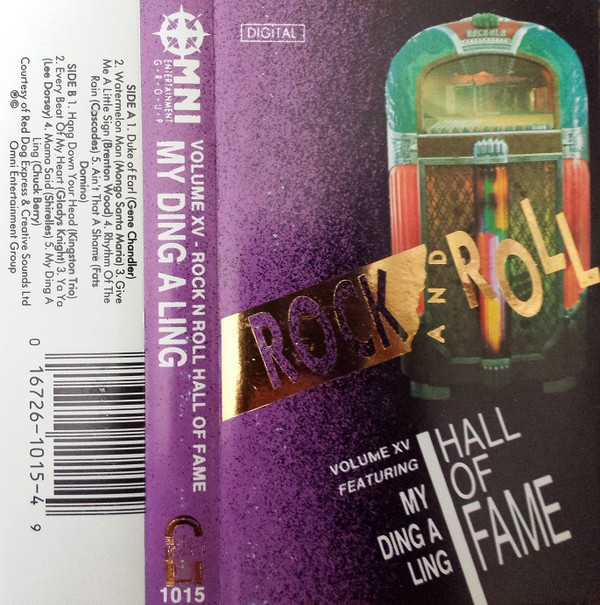 SIDE A 1. Duke of Earl (Gene Chandler)
2. Watermelon Man (Mongo Santa Maria) 3. Give
Me A Little Sign (Brenton Wood) 4. Rhythm Of The
Rain (Cascades) 5. Ain't That A Shame (Fats
Domino)
SIDE B 1. Hang Down Your Head (Kingston Trio)
2. Every Beat Of My Heart (Gladys Knight) 3. Ya Ya
(Lee Dorsey) 4. Mama Said (Shirelles) 5. My Ding A
Ling (Chuck Berry)
Courtesy of Red Dog Express & Creative Sounds Ltd
℗© Omni Entertainment Group
0 16726-1015-4 9
OMNI
ENTERTAINMENT
G·R·O·U·P
VOLUME XV - ROCK N ROLL HALL OF FAME
MY DING A LING
1015
DIGITAL
ROCK-OLA
ROCK
AND
ROLL
HALL
OF
FAME
VOLUME XV
FEATURING
MY
DING A
LING